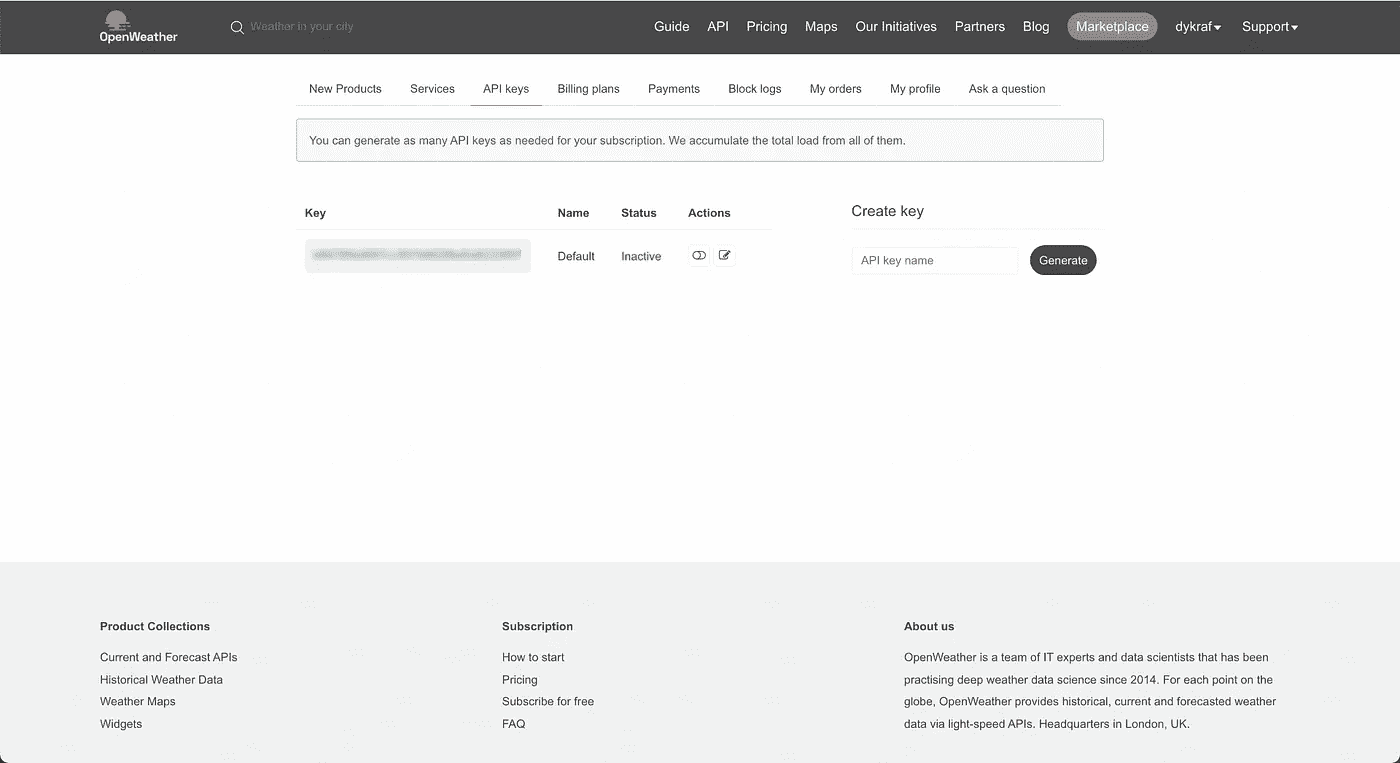 OpenWeather
Weather in your city
Guide API Pricing Maps Our Initiatives Partners Blog Marketplace dykraf Support
New Products Services API keys Billing plans Payments Block logs My orders My profile Ask a question
You can generate as many API keys as needed for your subscription. We accumulate the total load from all of them.
Key Name Status Actions
Default Inactive
Create key
API key name Generate
Product Collections
Current and Forecast APIs
Historical Weather Data
Weather Maps
Widgets
Subscription
How to start
Pricing
Subscribe for free
FAQ
About us
OpenWeather is a team of IT experts and data scientists that has been
practising deep weather data science since 2014. For each point on the
globe, OpenWeather provides historical, current and forecasted weather
data via light-speed APIs. Headquarters in London, UK.